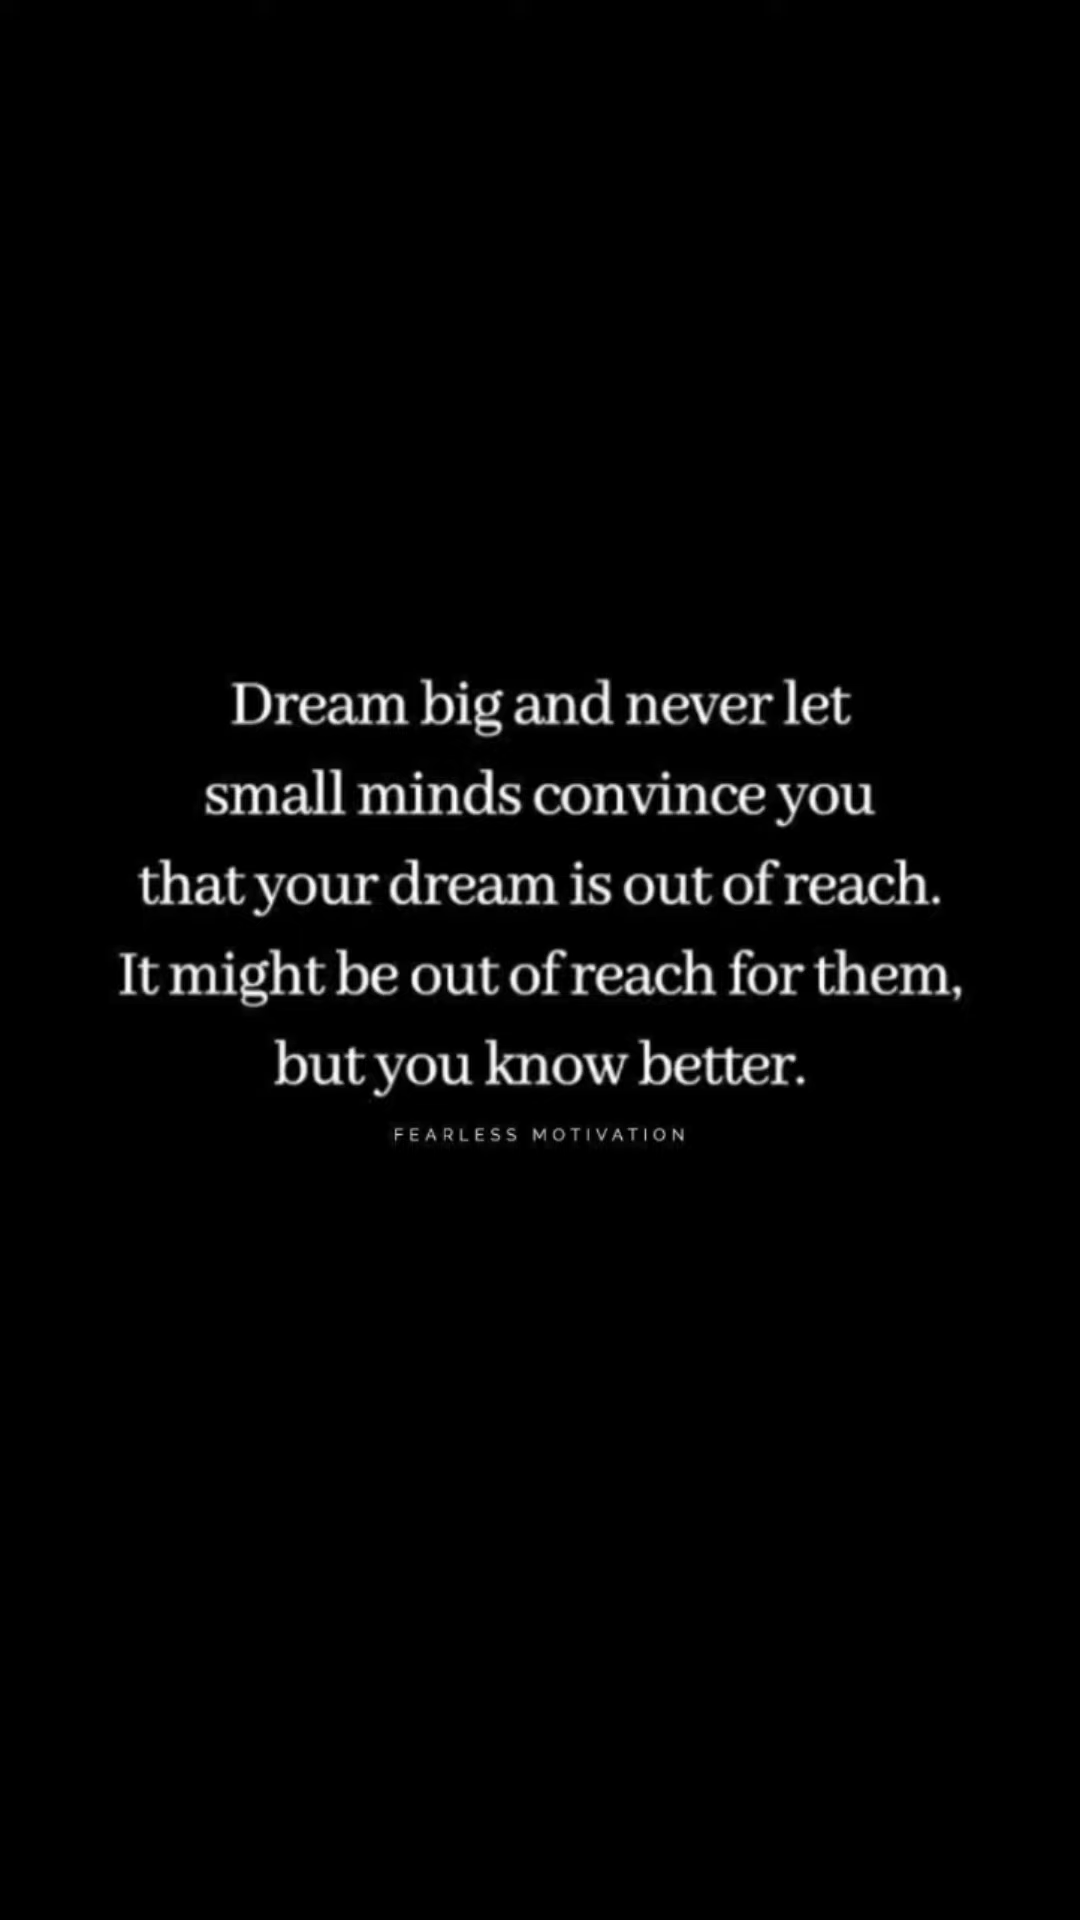 Dream big and never let
small minds convince you
that your dream is out of reach.
It might be out of reach for them,
but you know better.
FEARLESS MOTIVATION